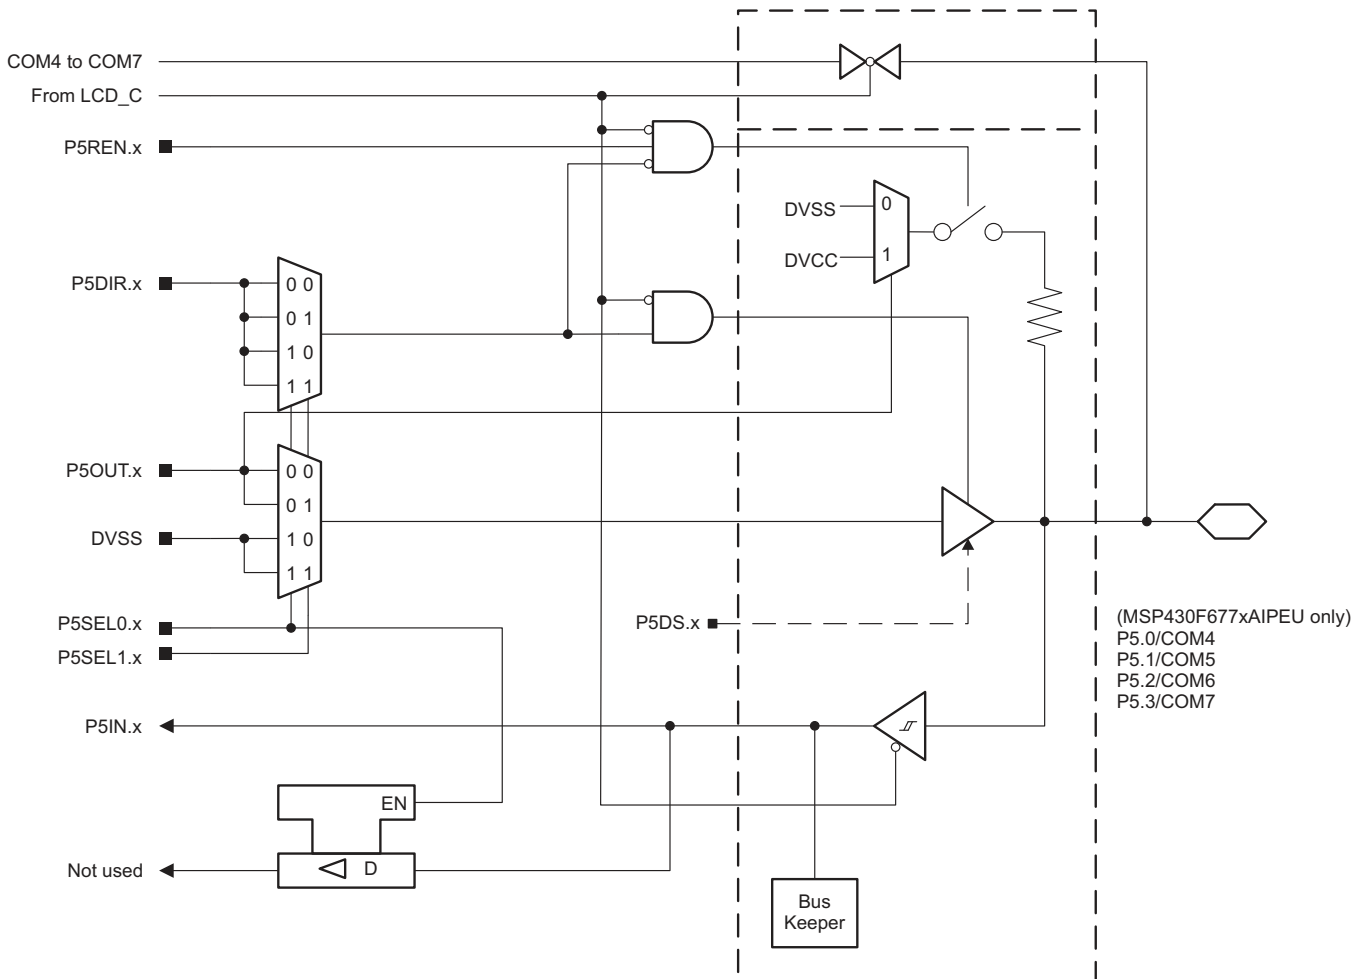 COM4 to COM7
From LCD_C
P5REN.x
DVSS
0
DVCC
1
P5DIR.x
0 0
0 1
1 0
1 1
P5OUT.x
0 0
0 1
DVSS
1 0
1 1
P5SEL0.x
P5SEL1.x
P5DS.x
(MSP430F677xAIPEU only)
P5.0/COM4
P5.1/COM5
P5.2/COM6
P5.3/COM7
P5IN.x
EN
Not used
D
Bus
Keeper